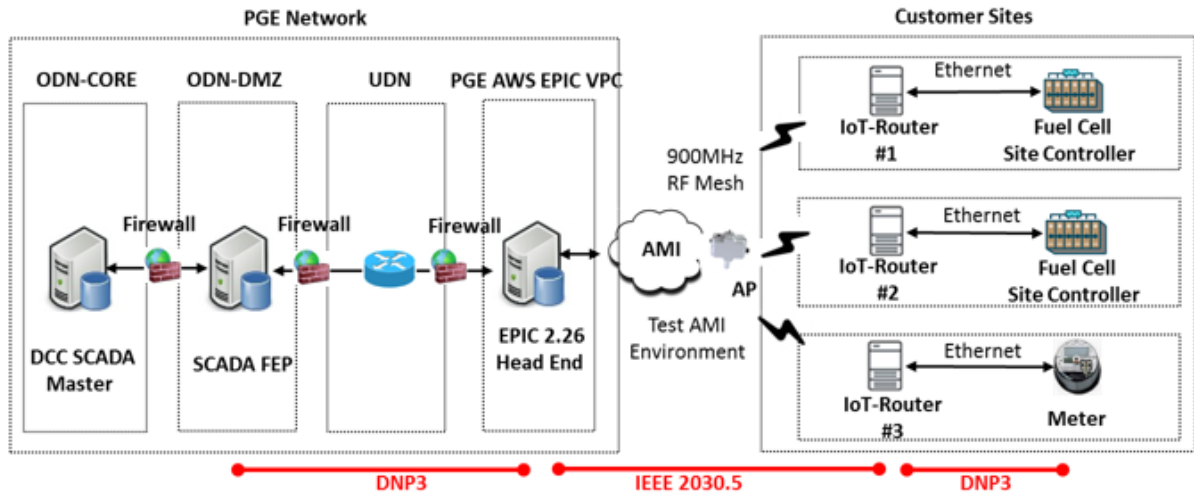 PGE Network
Customer Sites
ODN-CORE
ODN-DMZ
UDN
PGE AWS EPIC VPC
Firewall
Firewall
Firewall
DCC SCADA
Master
SCADA FEP
EPIC 2.26
Head End
AMI
900MHz
RF Mesh
AP
Test AMI
Environment
Ethernet
IoT-Router
#1
Fuel Cell
Site Controller
Ethernet
IoT-Router
#2
Fuel Cell
Site Controller
Ethernet
IoT-Router
#3
Meter
DNP3
IEEE 2030.5
DNP3